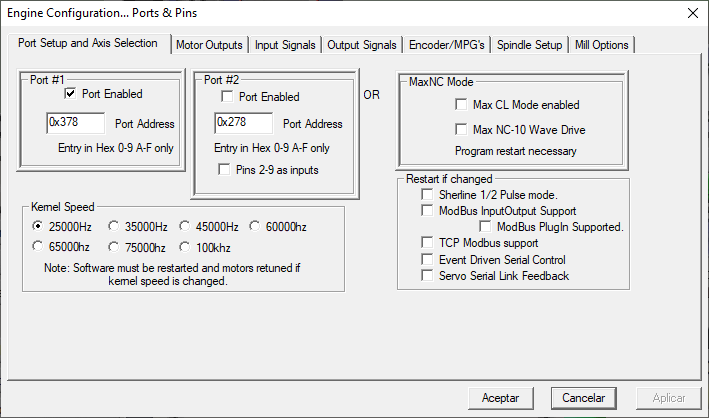 Engine Configuration... Ports & Pins
Port Setup and Axis Selection
Motor Outputs
Input Signals
Output Signals
Encoder/MPG's
Spindle Setup
Mill Options
Port #1
Port Enabled
0x378
Port Address
Entry in Hex 0-9 A-F only
Port #2
Port Enabled
0x278
Port Address
Entry in Hex 0-9 A-F only
Pins 2-9 as inputs
OR
MaxNC Mode
Max CL Mode enabled
Max NC-10 Wave Drive
Program restart necessary
Kernel Speed
25000Hz
35000Hz
45000Hz
60000hz
65000hz
75000hz
100khz
Note: Software must be restarted and motors retuned if
kernel speed is changed.
Restart if changed
Sherline 1/2 Pulse mode.
ModBus InputOutput Support
ModBus PlugIn Supported.
TCP Modbus support
Event Driven Serial Control
Servo Serial Link Feedback
Aceptar
Cancelar
Aplicar